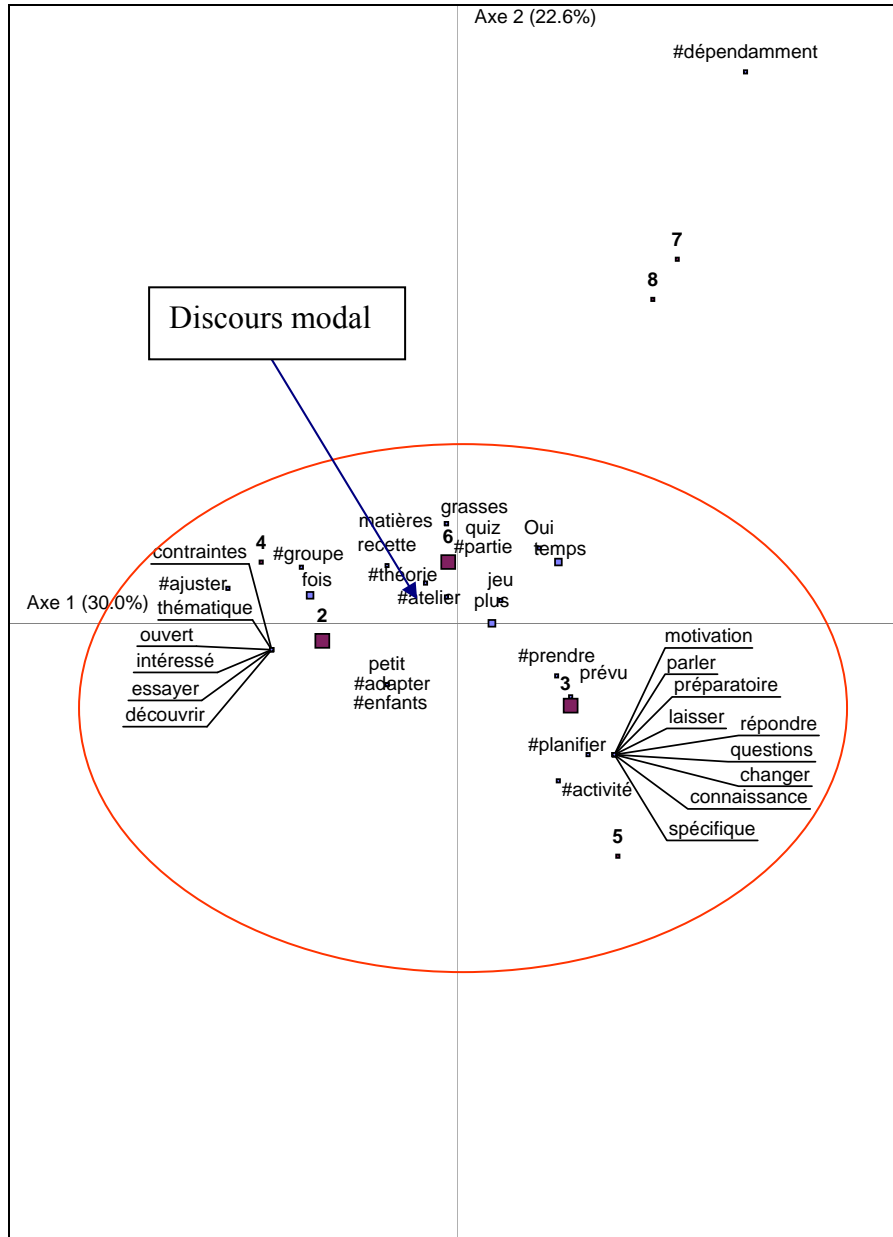 Axe 2 (22.6%)
#dépendamment
7
8
Discours modal
grasses
matières
quiz
Oui
6
4
recette
#partie
temps
contraintes
#groupe
#théorie
jeu
#ajuster
fois
#atelier
plus
Axe 1 (30.0%)
thématique
2
ouvert
intéressé
essayer
découvrir
petit
#adapter
#enfants
#prendre
prévu
3
#planifier
#activité
5
motivation
parler
préparatoire
laisser
répondre
questions
changer
connaissance
spécifique